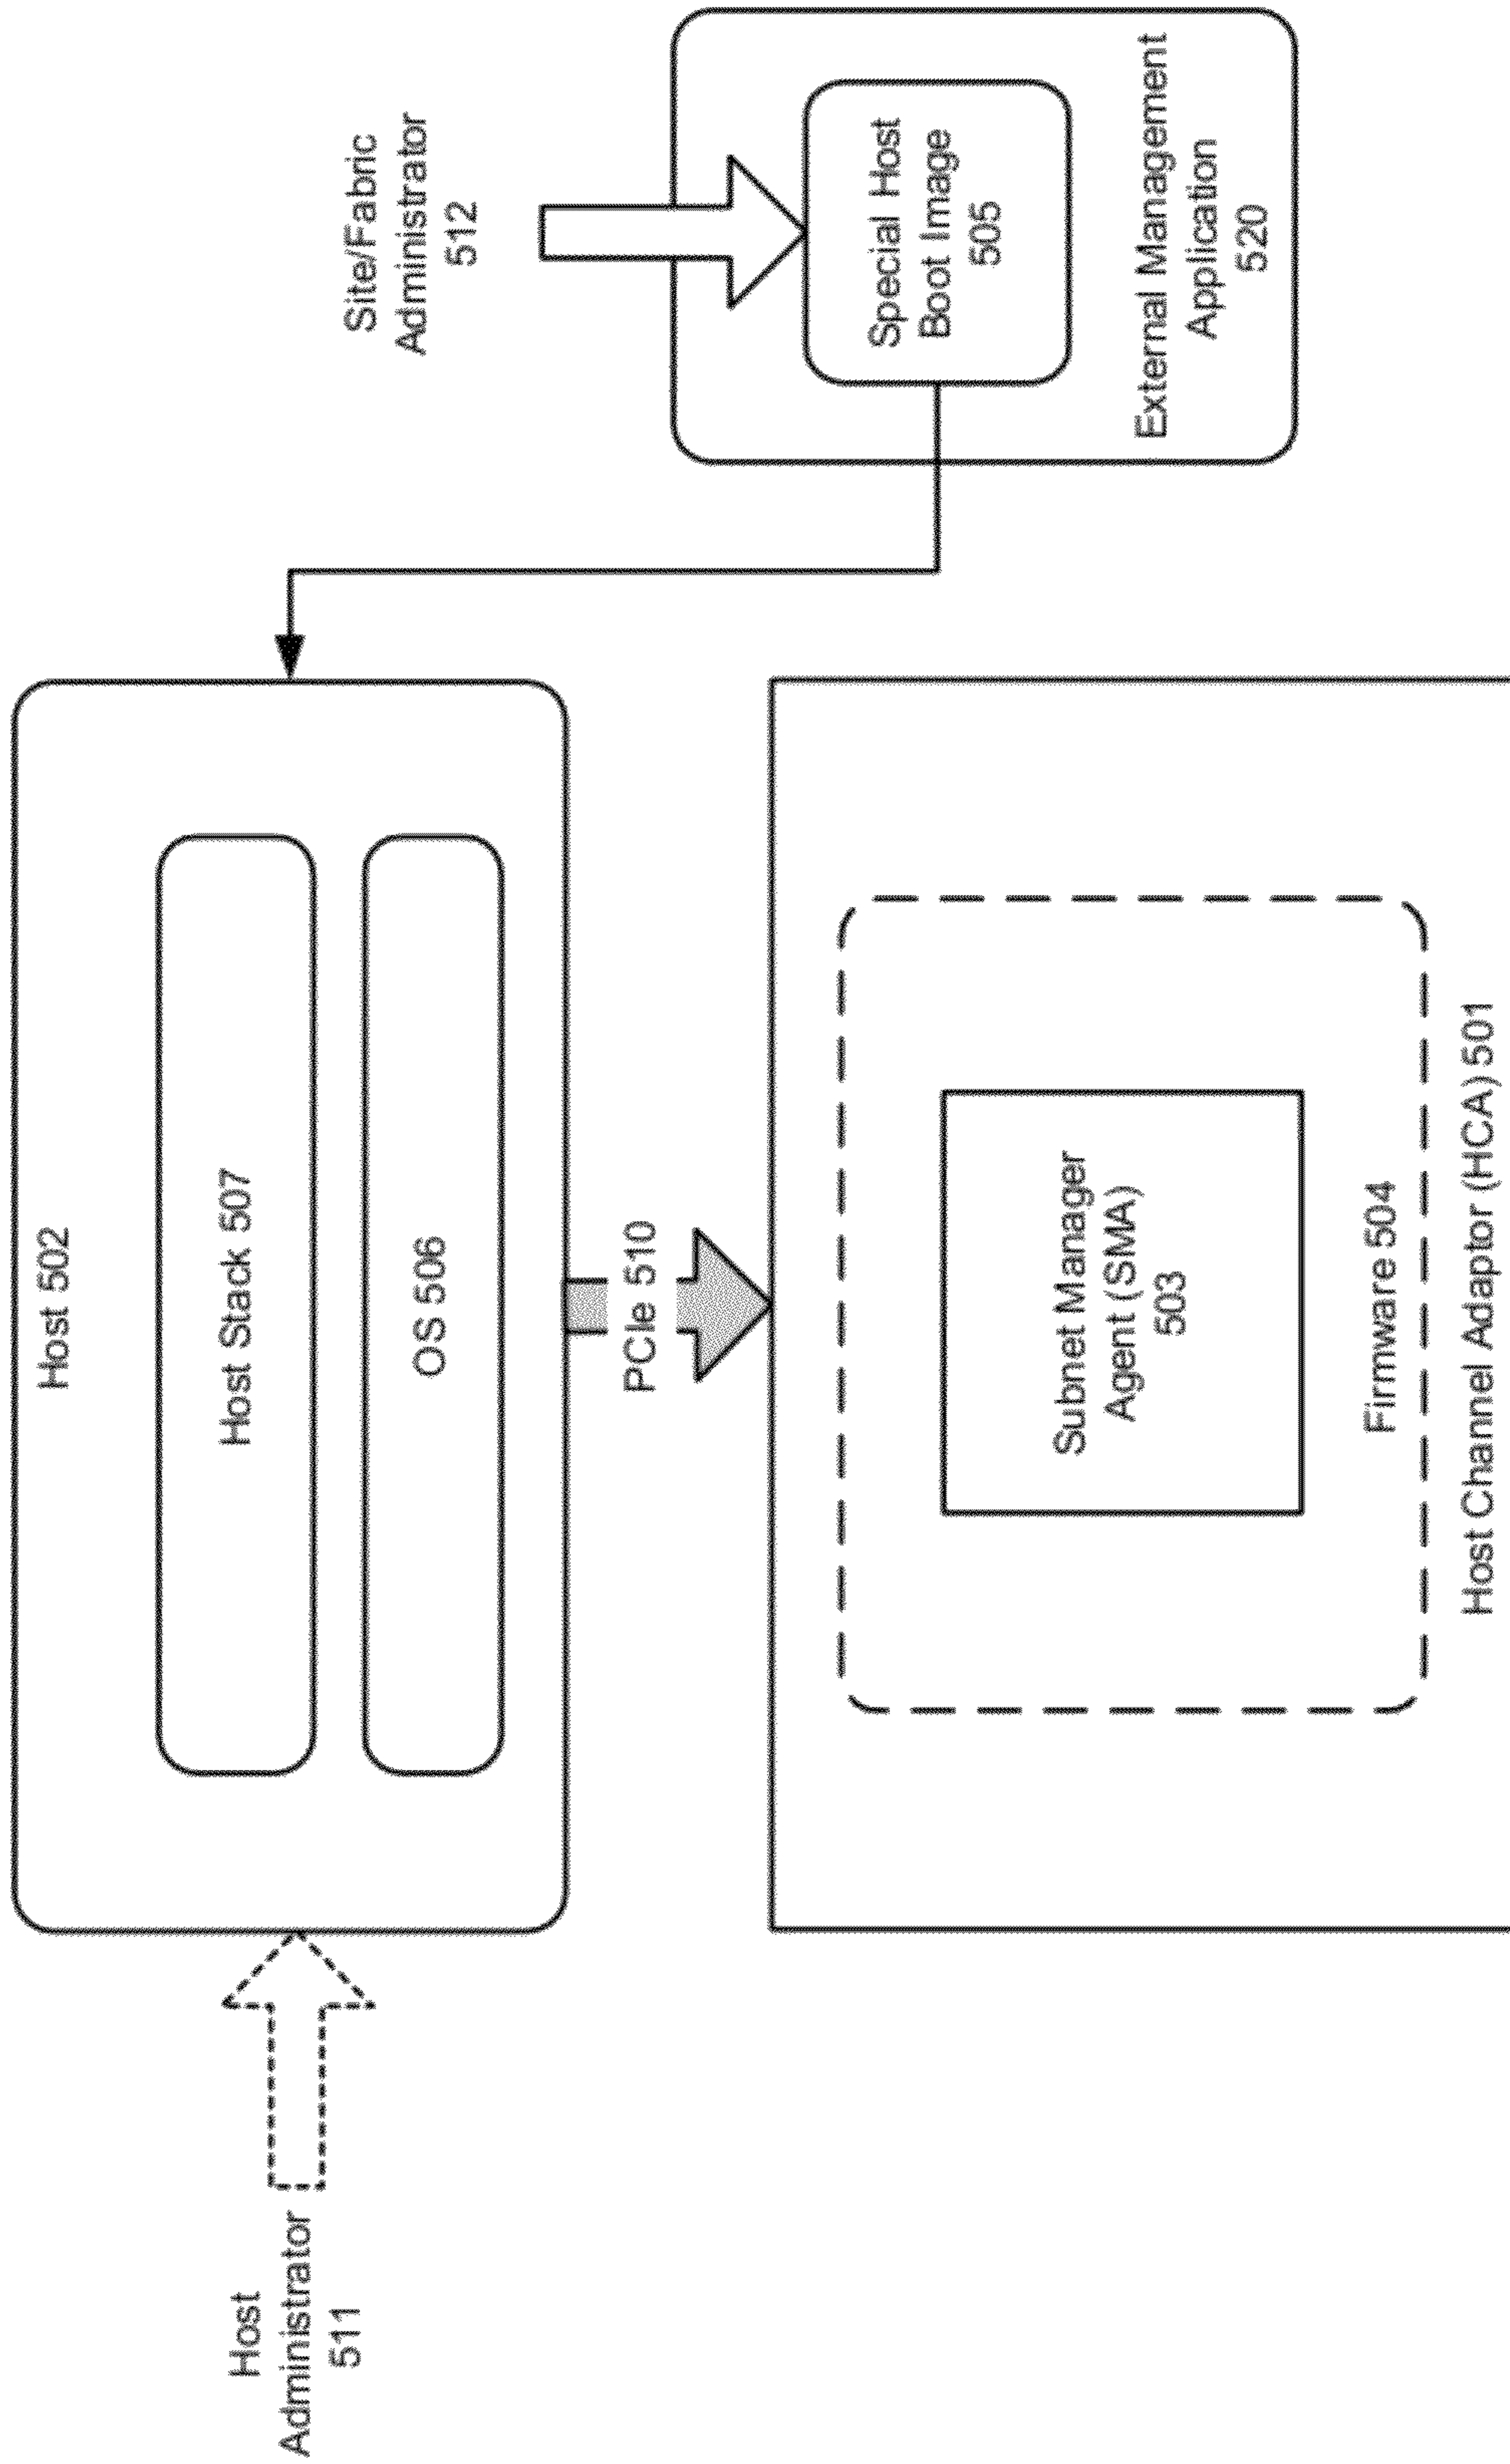 Host 502
Host Stack 507
OS 506
Host
Administrator
511
Site/Fabric
Administrator
512
PCIe 510
Special Host
Boot Image
505
External Management
Application
520
Subnet Manager
Agent (SMA)
503
Firmware 504
Host Channel Adaptor (HCA) 501